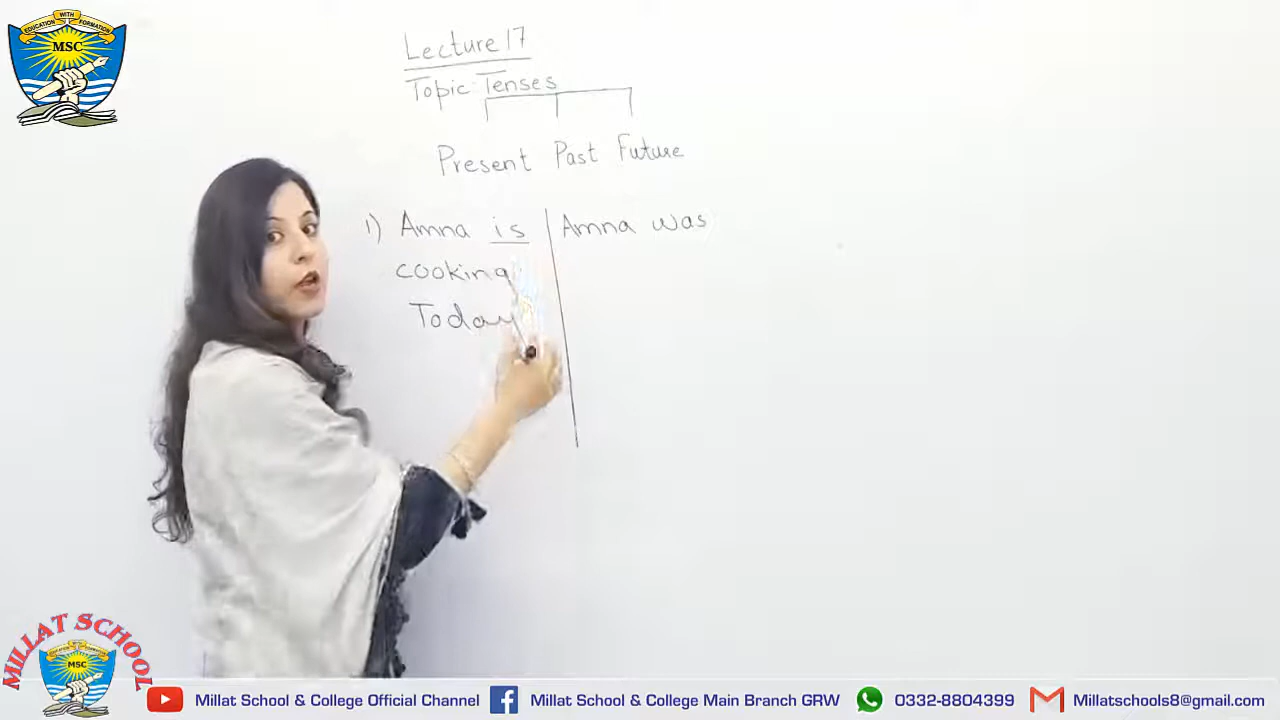 EDUCATION WITH FORMATION
MSC
Lecture 17
Topic: Tenses
Present Past Future
1) Amna is
cooking
Today
Amna was
MILLAT SCHOOL
MSC
Millat School & College Official Channel
Millat School & College Main Branch GRW
0332-8804399
Millatschools8@gmail.com